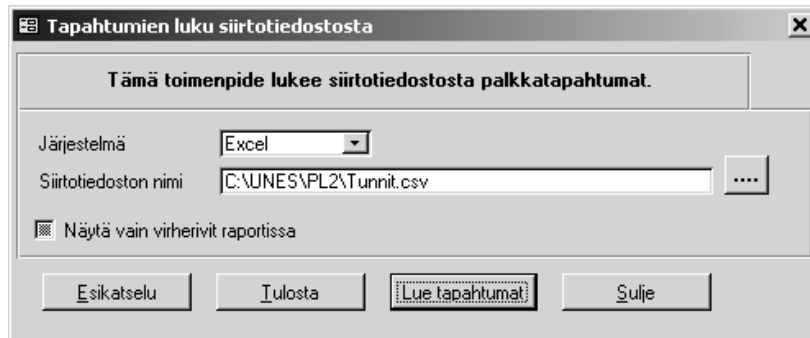 Tapahtumien luku siirtotiedostosta
Tämä toimenpide lukee siirtotiedostosta palkkatapahtumat.
Järjestelmä Excel
Siirtotiedoston nimi C:\UNES\PL2\Tunnit.csv ....
Näytä vain virherivit raportissa
Esikatselu Tulosta Lue tapahtumat Sulje